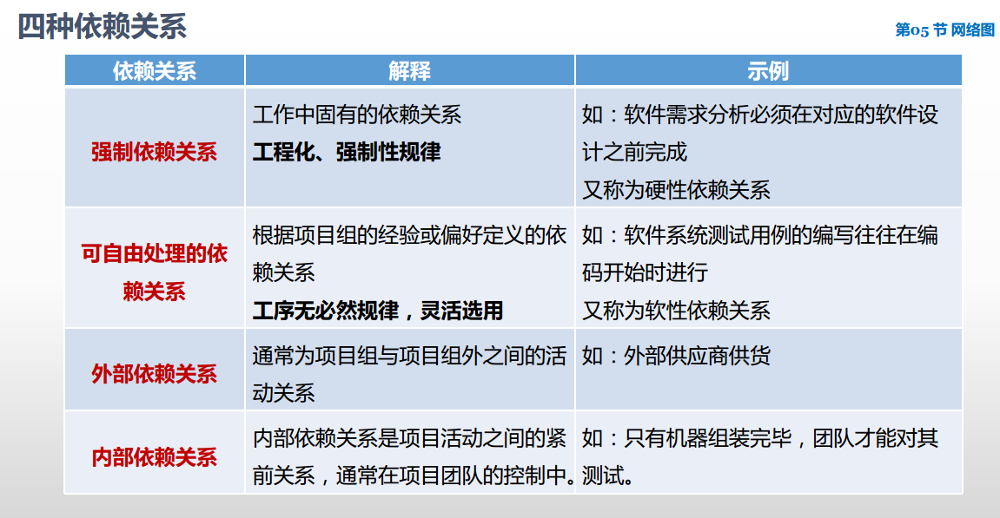 四种依赖关系
第05节 网络图
依赖关系
解释
示例
强制依赖关系
工作中固有的依赖关系
工程化、强制性规律
如：软件需求分析必须在对应的软件设
计之前完成
又称为硬性依赖关系
可自由处理的依
赖关系
根据项目组的经验或偏好定义的依
赖关系
工序无必然规律，灵活选用
如：软件系统测试用例的编写往往在编
码开始时进行
又称为软性依赖关系
外部依赖关系
通常为项目组与项目组外之间的活
动关系
如：外部供应商供货
内部依赖关系
内部依赖关系是项目活动之间的紧
前关系，通常在项目团队的控制中。
如：只有机器组装完毕，团队才能对其
测试。